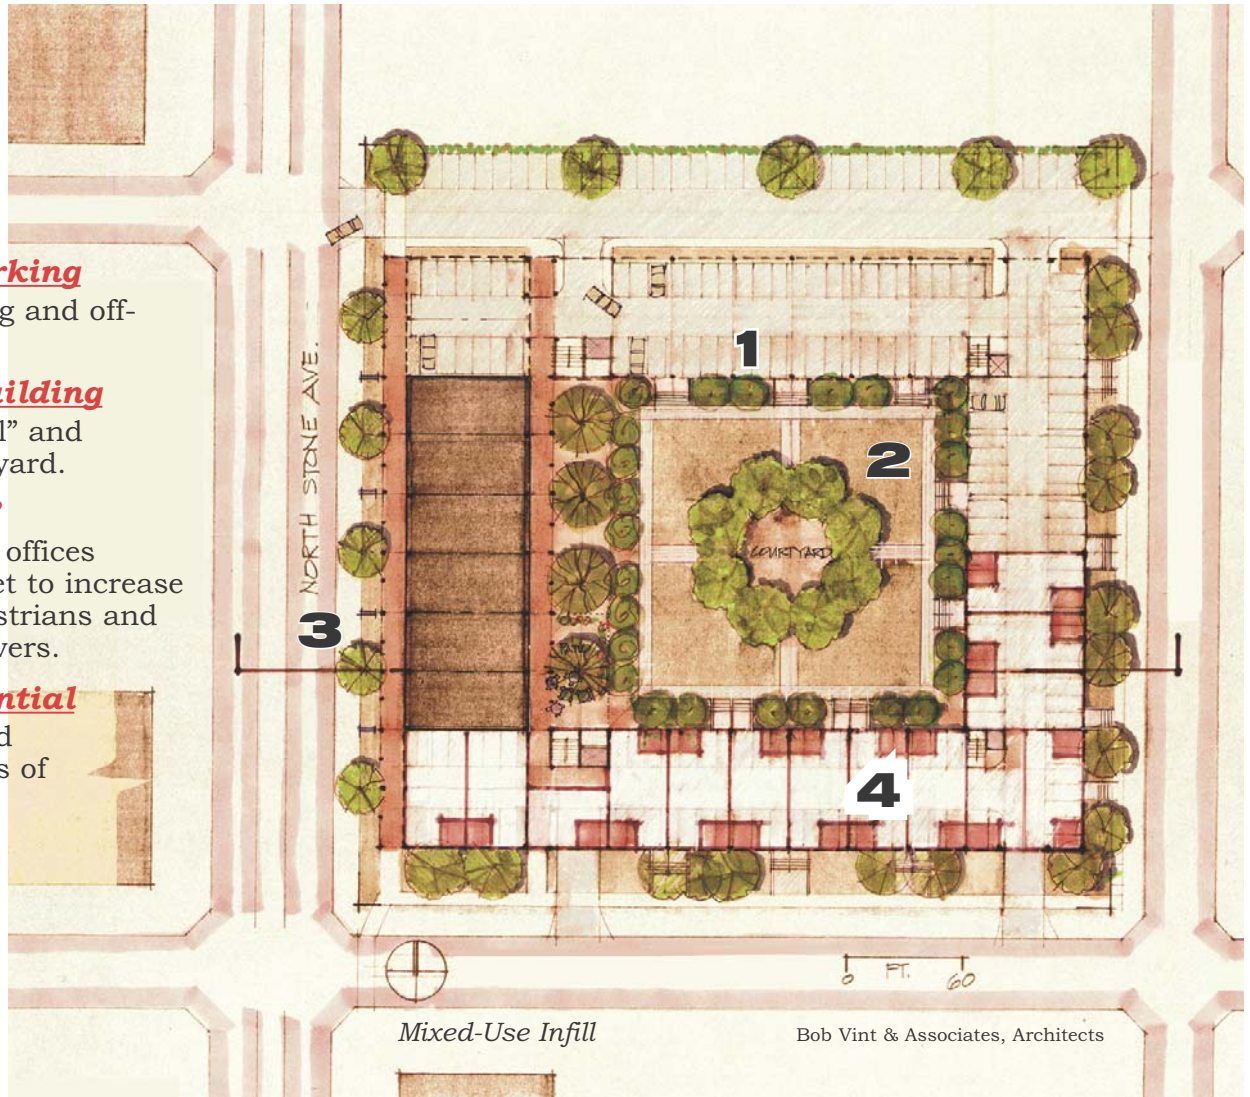 rking
g and off-
ilding
l” and
yard.
offices
et to increase
strians and
vers.
ntial
d
s of
NORTH STONE AVE.
1
2
COURTYARD
3
PATIO
4
0 FT. 60
Mixed-Use Infill
Bob Vint & Associates, Architects